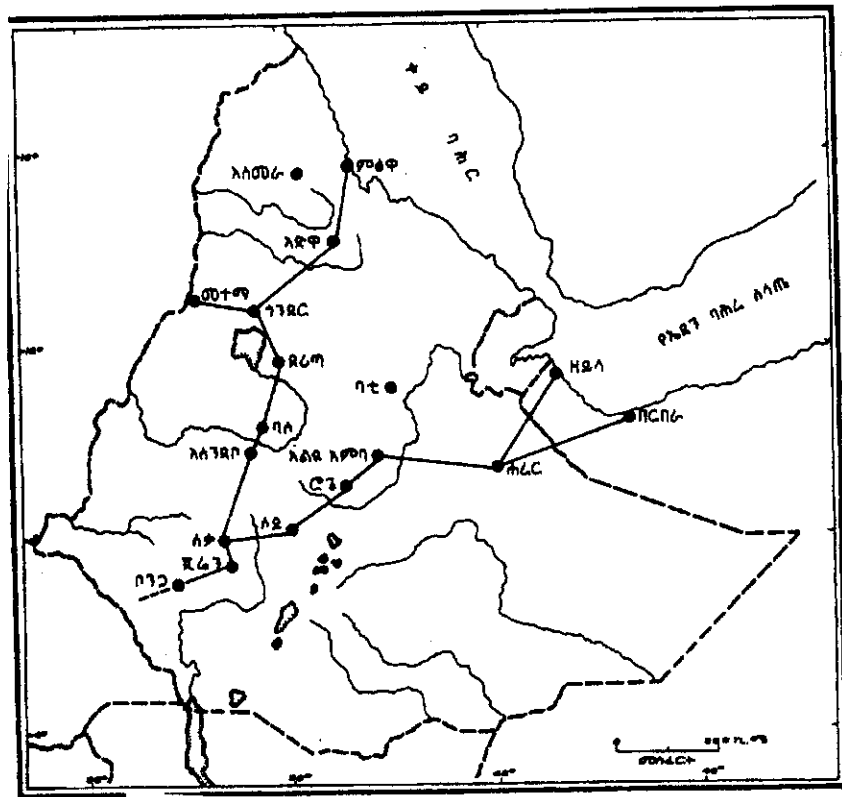 ቀይ ባሕር
አስመራ
ምፅዋ
አድዋ
መተማ
ጎንደር
ደሬጣ
የኤደን ባሕረ ሰላጤ
ዘይላ
ባቲ
በርበራ
ባሶ
አሰንዳቦ
አልዩ አምባ
ሐረር
ሮጌ
ሶዶ
ሰቃ
ጂሬን
ቦንጋ